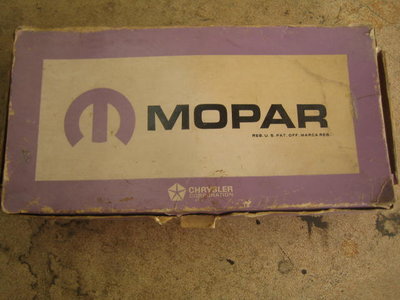 MOPAR
REG. U.S. PAT. OFF. MARCA REG.
CHRYSLER
CORPORATION